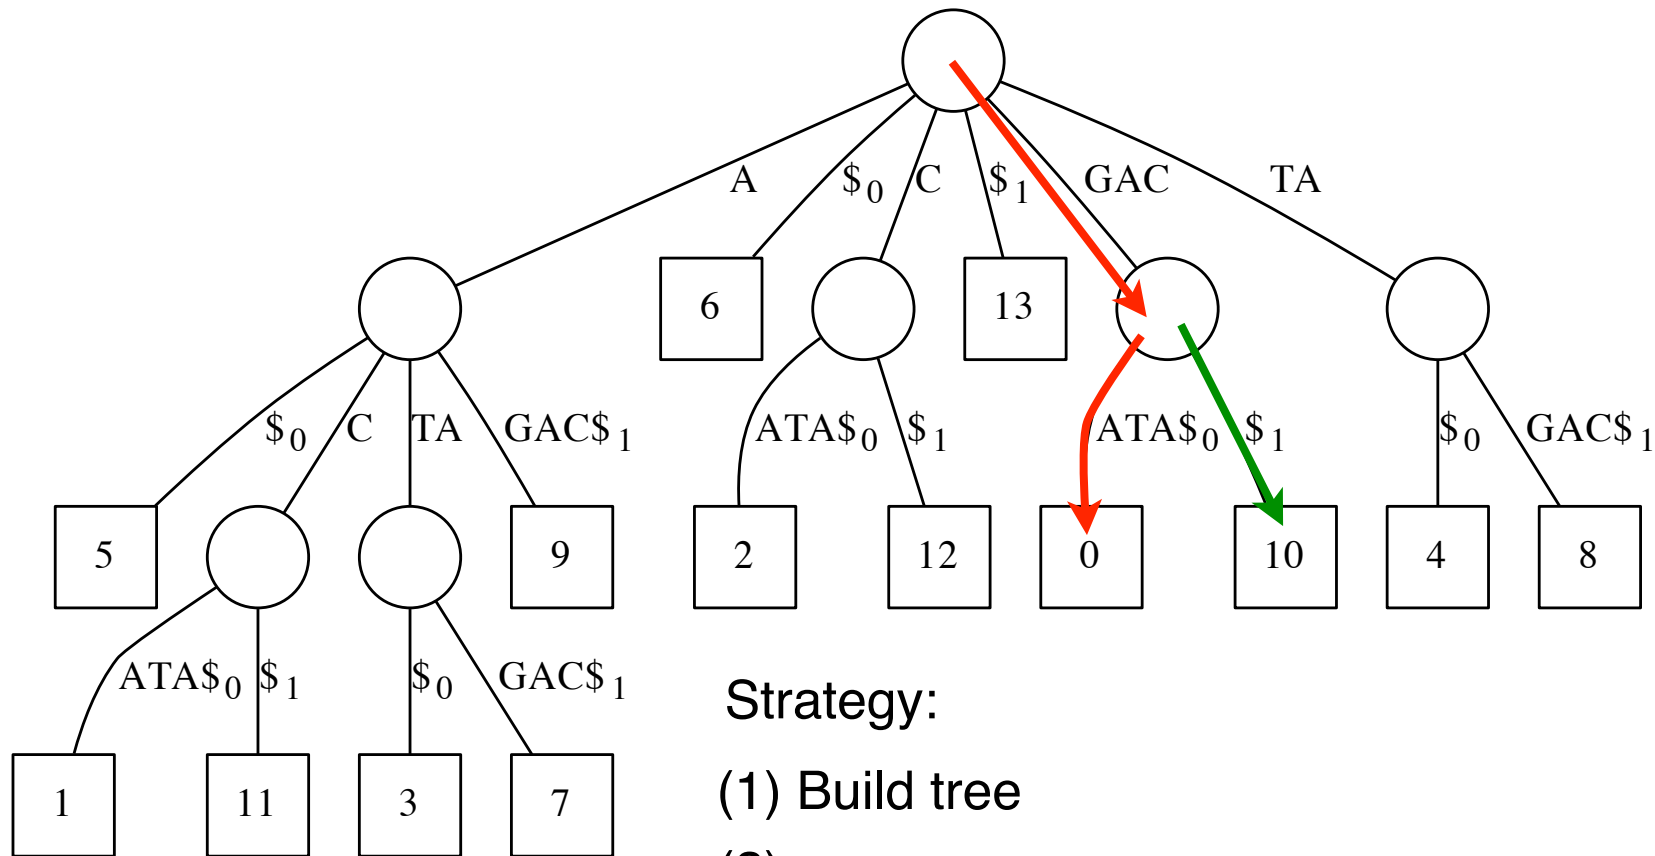 A $0 C $1 GAC TA
6 13
$0 C TA GAC$1 ATA$0 $1 ATA$0 $1 $0 GAC$1
5 9 2 12 0 10 4 8
ATA$0 $1 $0 GAC$1
Strategy:
1 11 3 7
(1) Build tree